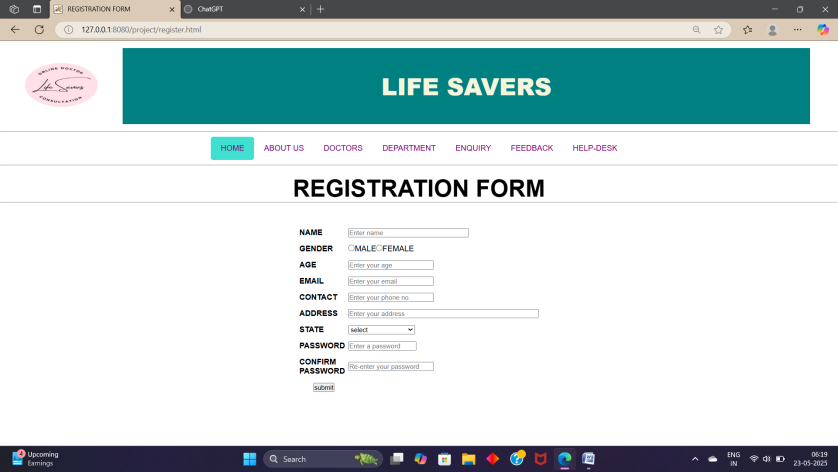 REGISTRATION FORM
ChatGPT
127.0.0.1:8080/project/register.html
ONLINE DOCTOR
Life Savers
CONSULTATION
LIFE SAVERS
HOME ABOUT US DOCTORS DEPARTMENT ENQUIRY FEEDBACK HELP-DESK
REGISTRATION FORM
NAME Enter name
GENDER MALE FEMALE
AGE Enter your age
EMAIL Enter your email
CONTACT Enter your phone no
ADDRESS Enter your address
STATE select
PASSWORD Enter a password
CONFIRM PASSWORD Re-enter your password
submit
4 Upcoming
Earnings
Search
ENG
IN
06:19
23-05-2025